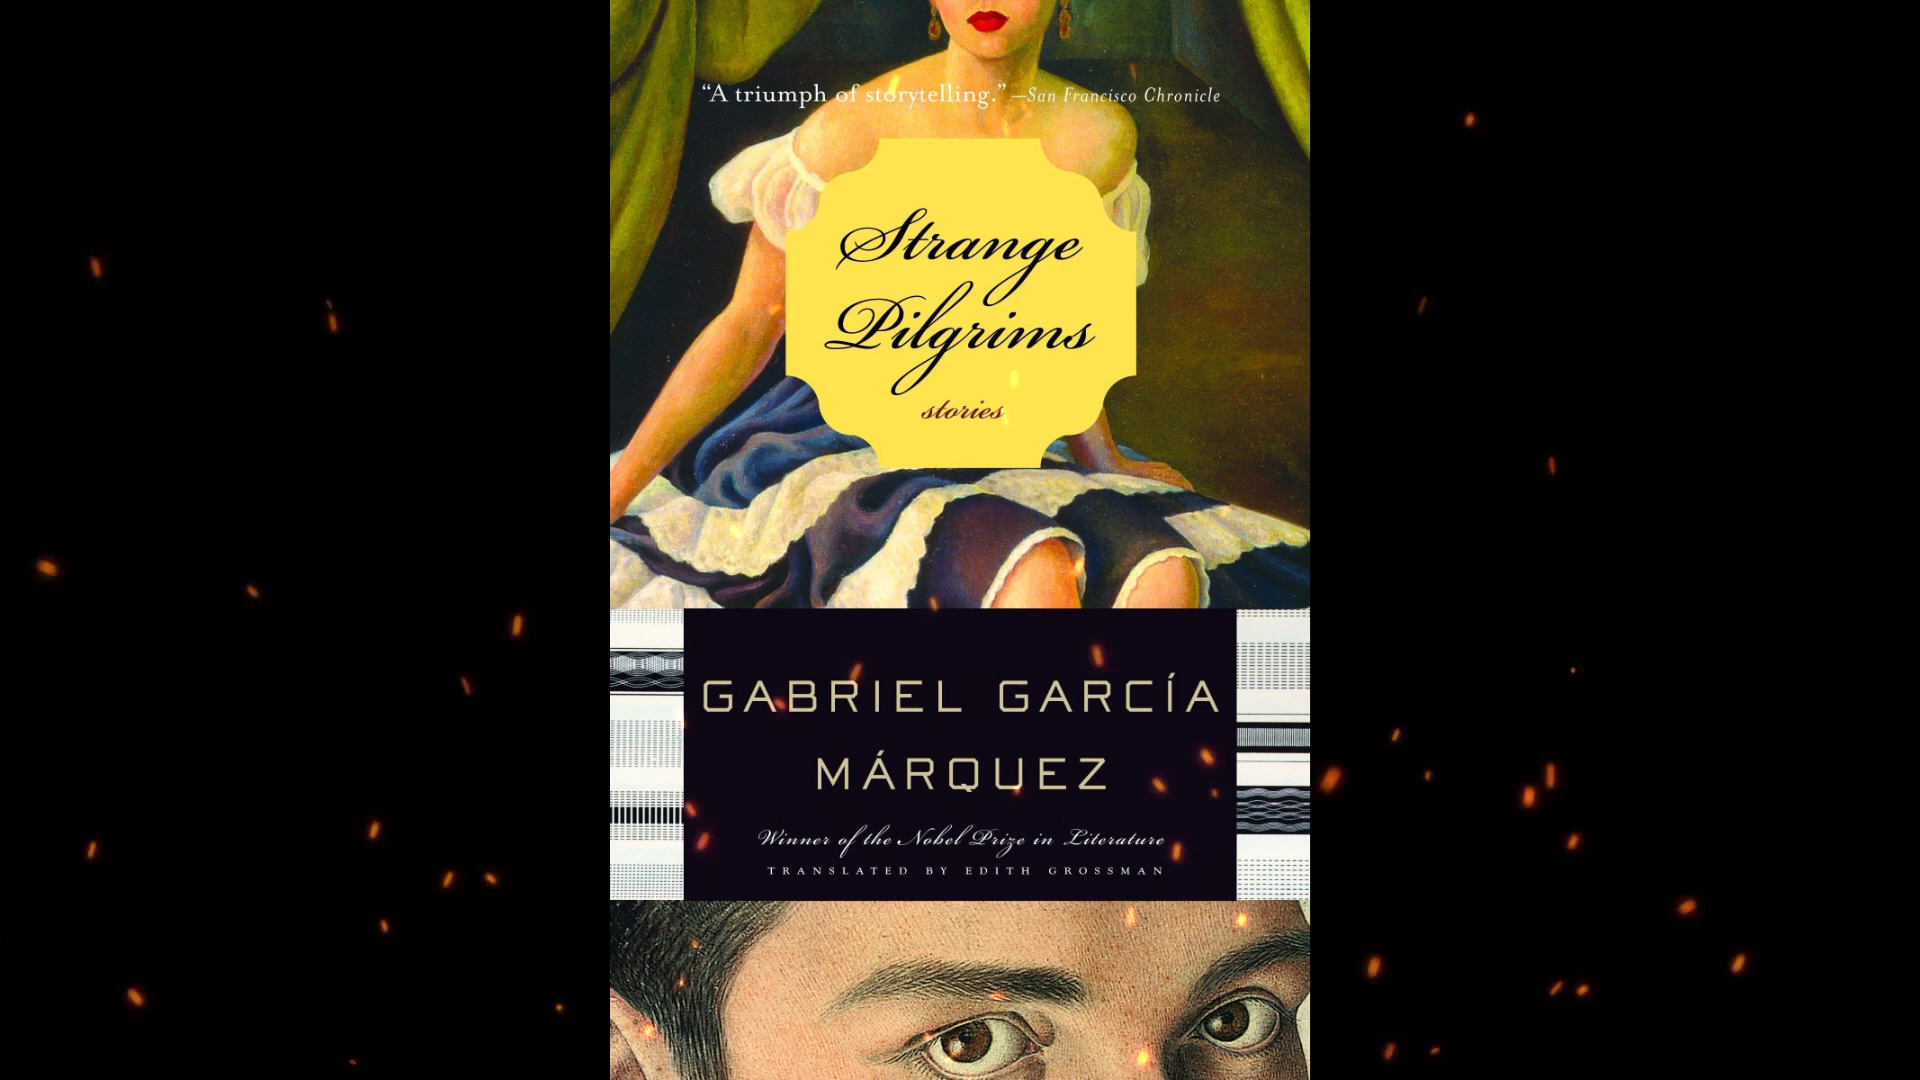 “A triumph of storytelling.” —San Francisco Chronicle
Strange
Pilgrims
stories
GABRIEL GARCÍA
MÁRQUEZ
Winner of the Nobel Prize in Literature
TRANSLATED BY EDITH GROSSMAN